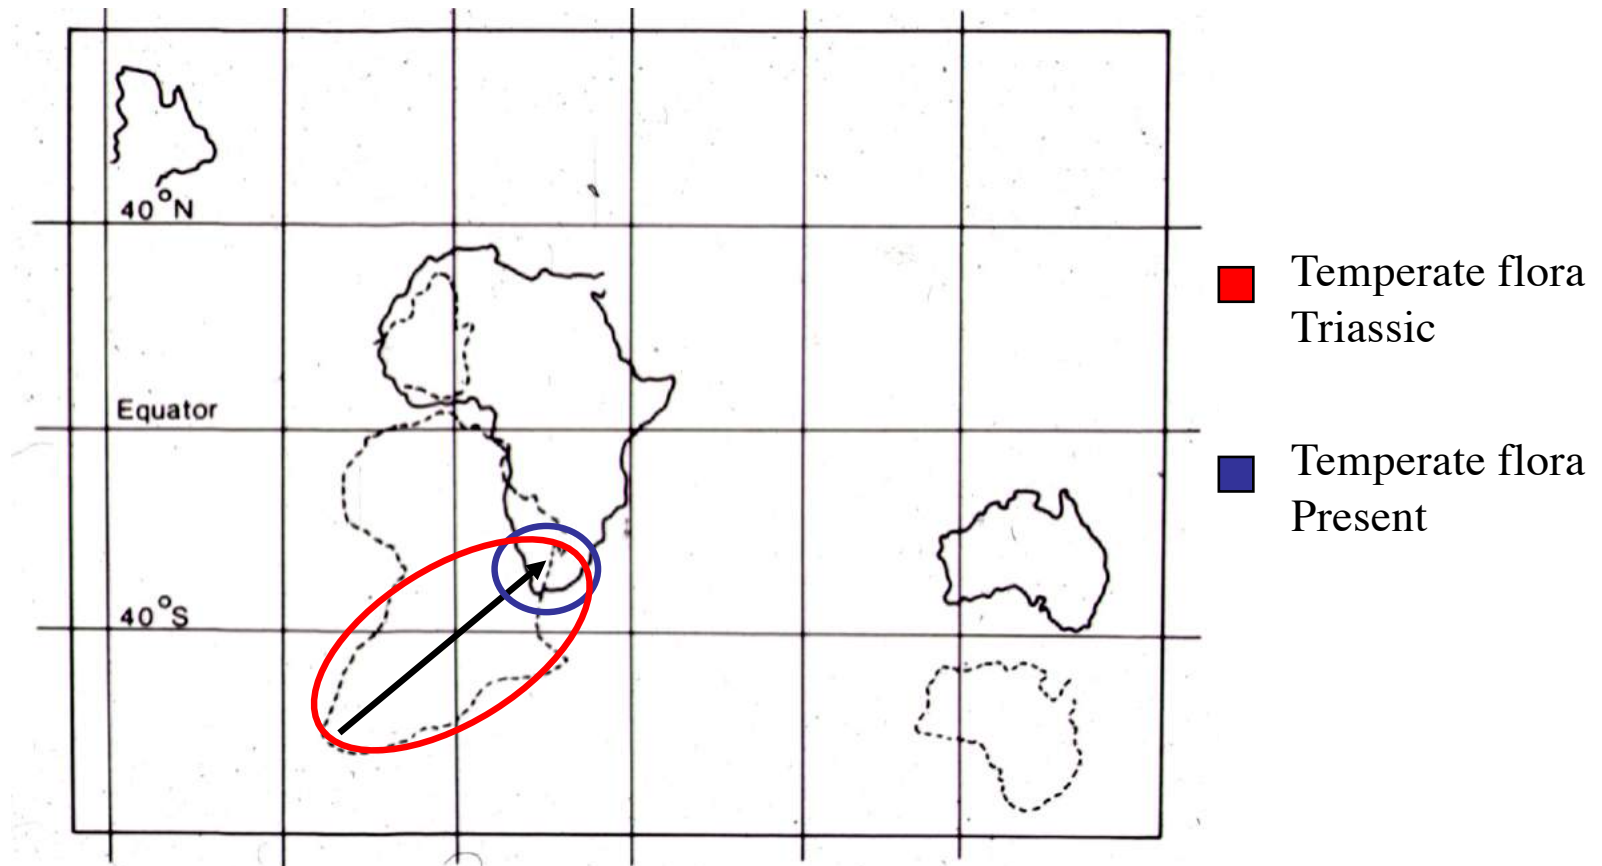 40°N
Equator
40°S
Temperate flora
Triassic
Temperate flora
Present